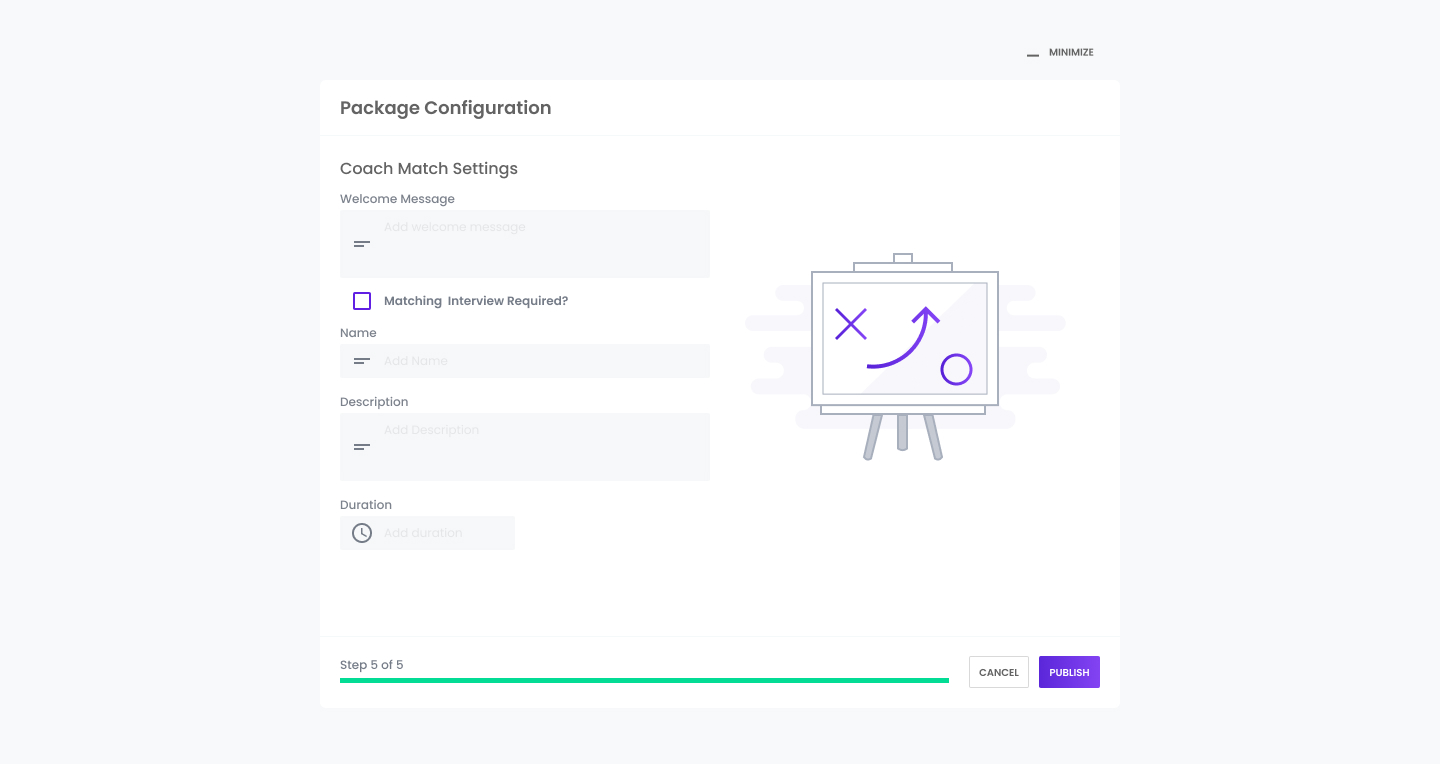 MINIMIZE
Package Configuration
Coach Match Settings
Welcome Message
Add welcome message
Matching  Interview Required?
Name
Add Name
Description
Add Description
Duration
Add duration
Step 5 of 5
CANCEL
PUBLISH